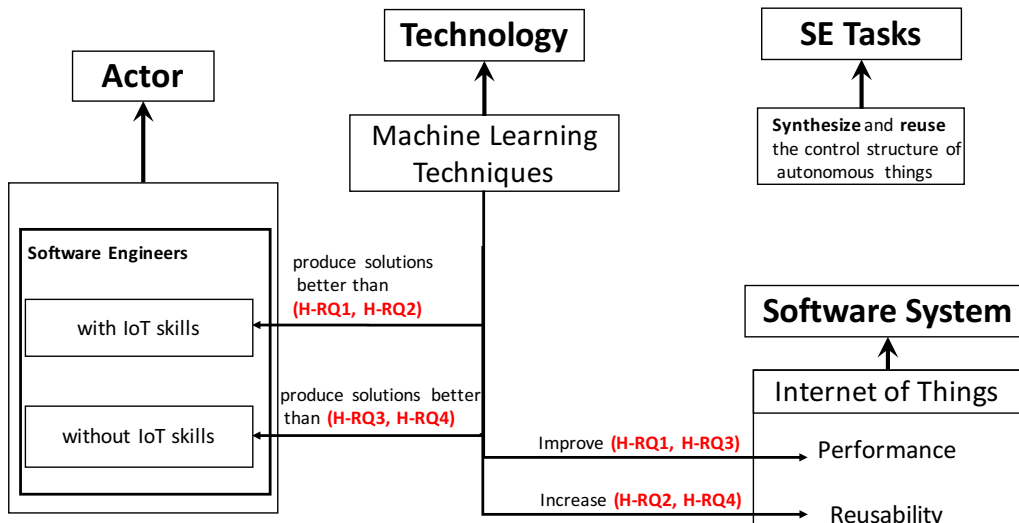 Technology
SE Tasks
Actor
Machine Learning
Techniques
Synthesize and reuse
the control structure of
autonomous things
Software Engineers
produce solutions
better than
(H-RQ1, H-RQ2)
with IoT skills
Software System
Internet of Things
produce solutions better
than (H-RQ3, H-RQ4)
without IoT skills
Improve (H-RQ1, H-RQ3)
Performance
Increase (H-RQ2, H-RQ4)
Reusability